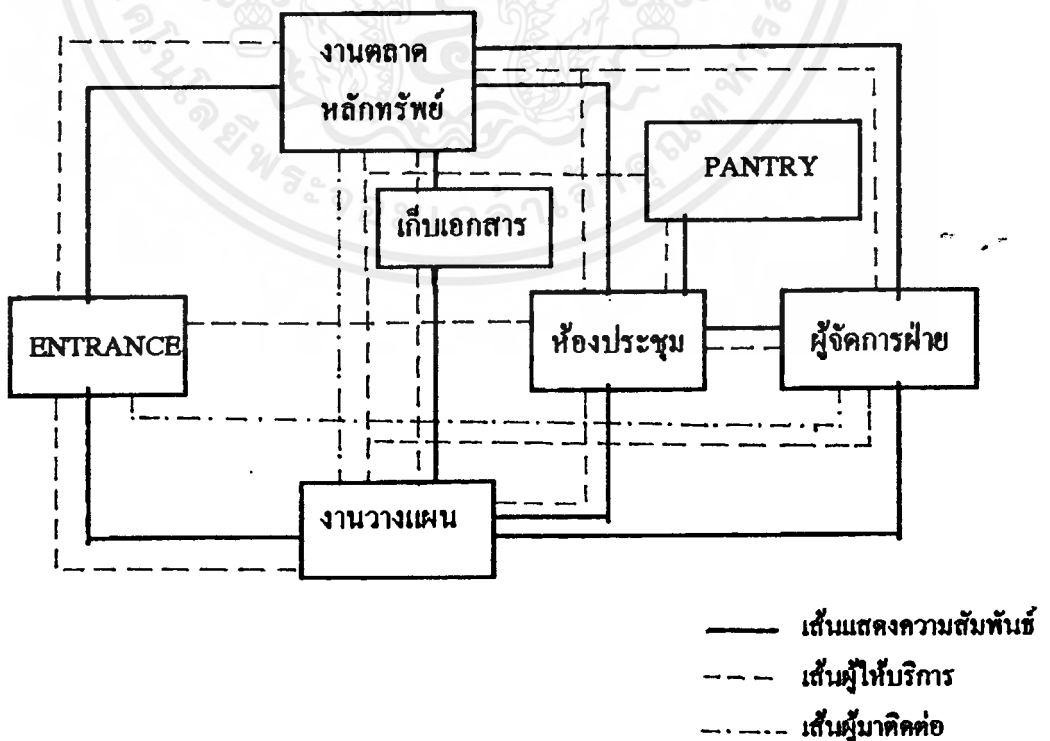 งานตลาด
หลักทรัพย์
PANTRY
เก็บเอกสาร
ENTRANCE
ห้องประชุม
ผู้จัดการฝ่าย
งานวางแผน
เส้นแสดงความสัมพันธ์
เส้นผู้ให้บริการ
เส้นผู้มาติดต่อ